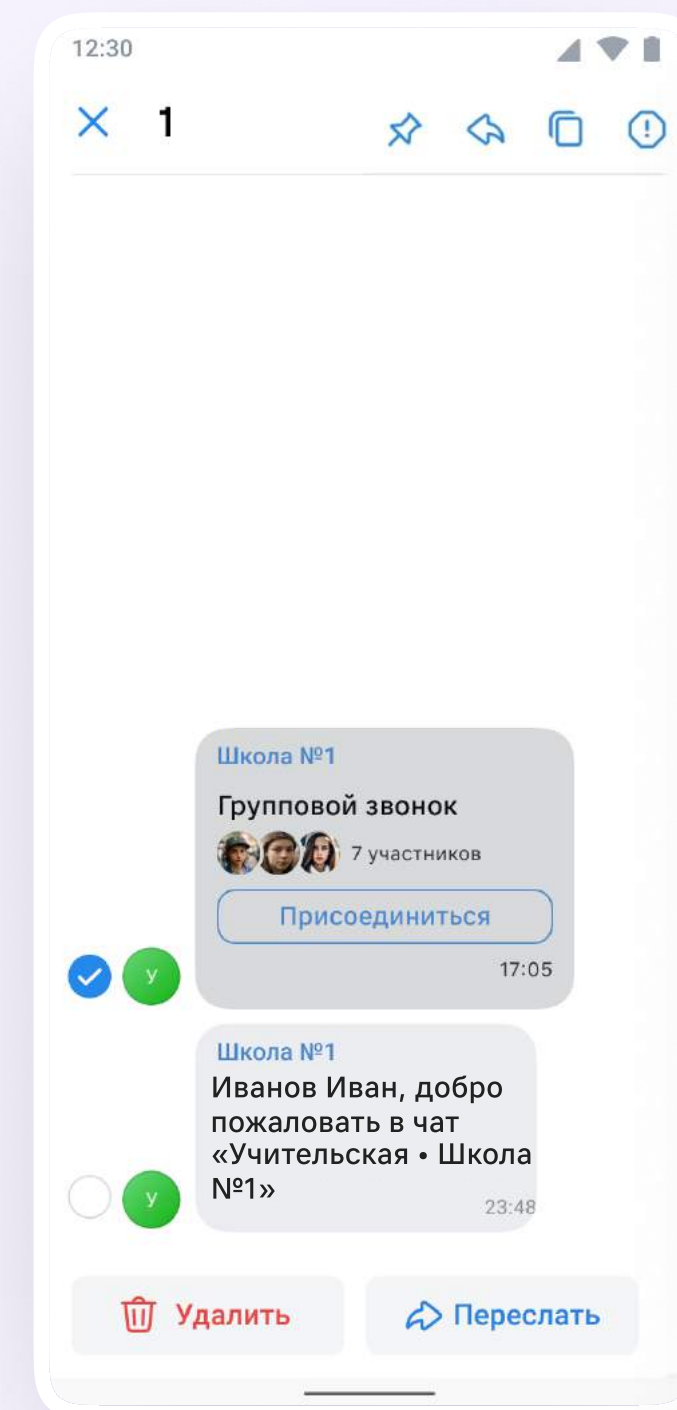 12:30
1
Школа №1
Групповой звонок
7 участников
Присоединиться
17:05
У
Школа №1
Иванов Иван, добро
пожаловать в чат
«Учительская • Школа
№1»
23:48
У
Удалить
Переслать